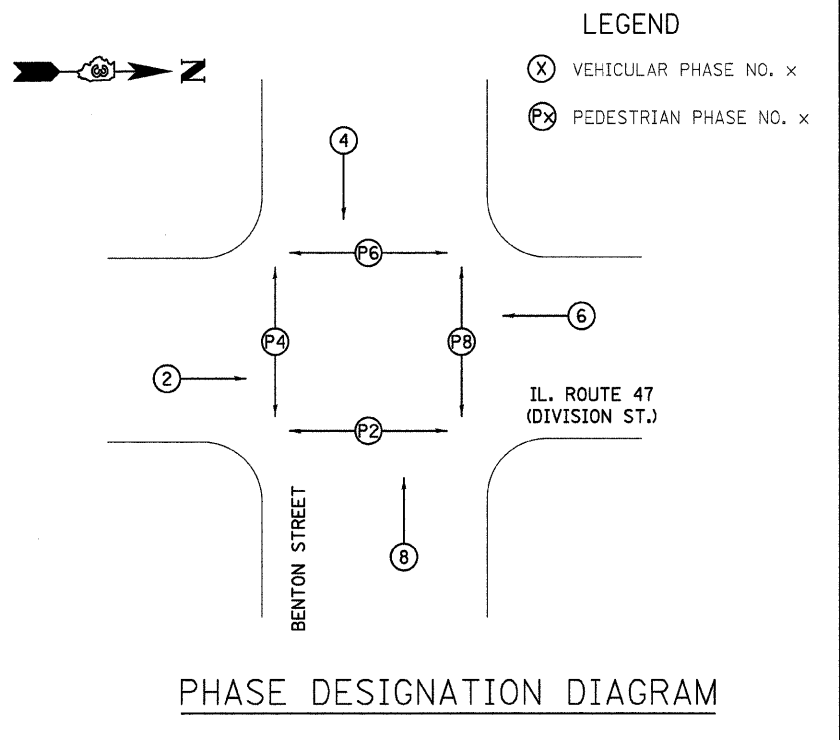 LEGEND
N
X VEHICULAR PHASE NO. x
Px PEDESTRIAN PHASE NO. x
4
P6
6
P4
P8
2
IL. ROUTE 47
(DIVISION ST.)
P2
BENTON STREET
8
PHASE DESIGNATION DIAGRAM